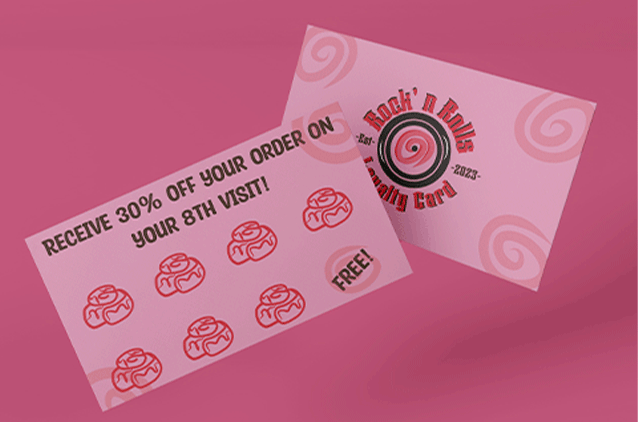 RECEIVE 30% OFF YOUR ORDER ON
YOUR 8TH VISIT!
FREE!
Rock'n Rolls
-Est-
-2023-
Loyalty Card